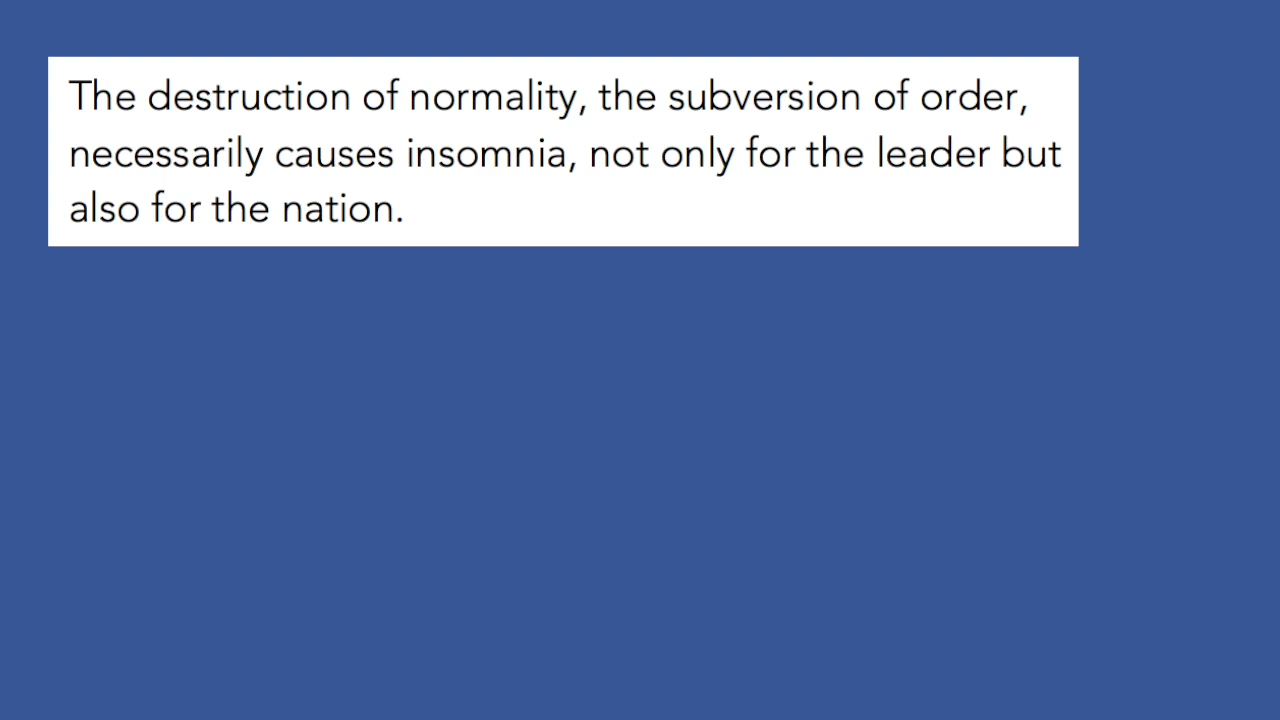 The destruction of normality, the subversion of order,
necessarily causes insomnia, not only for the leader but
also for the nation.